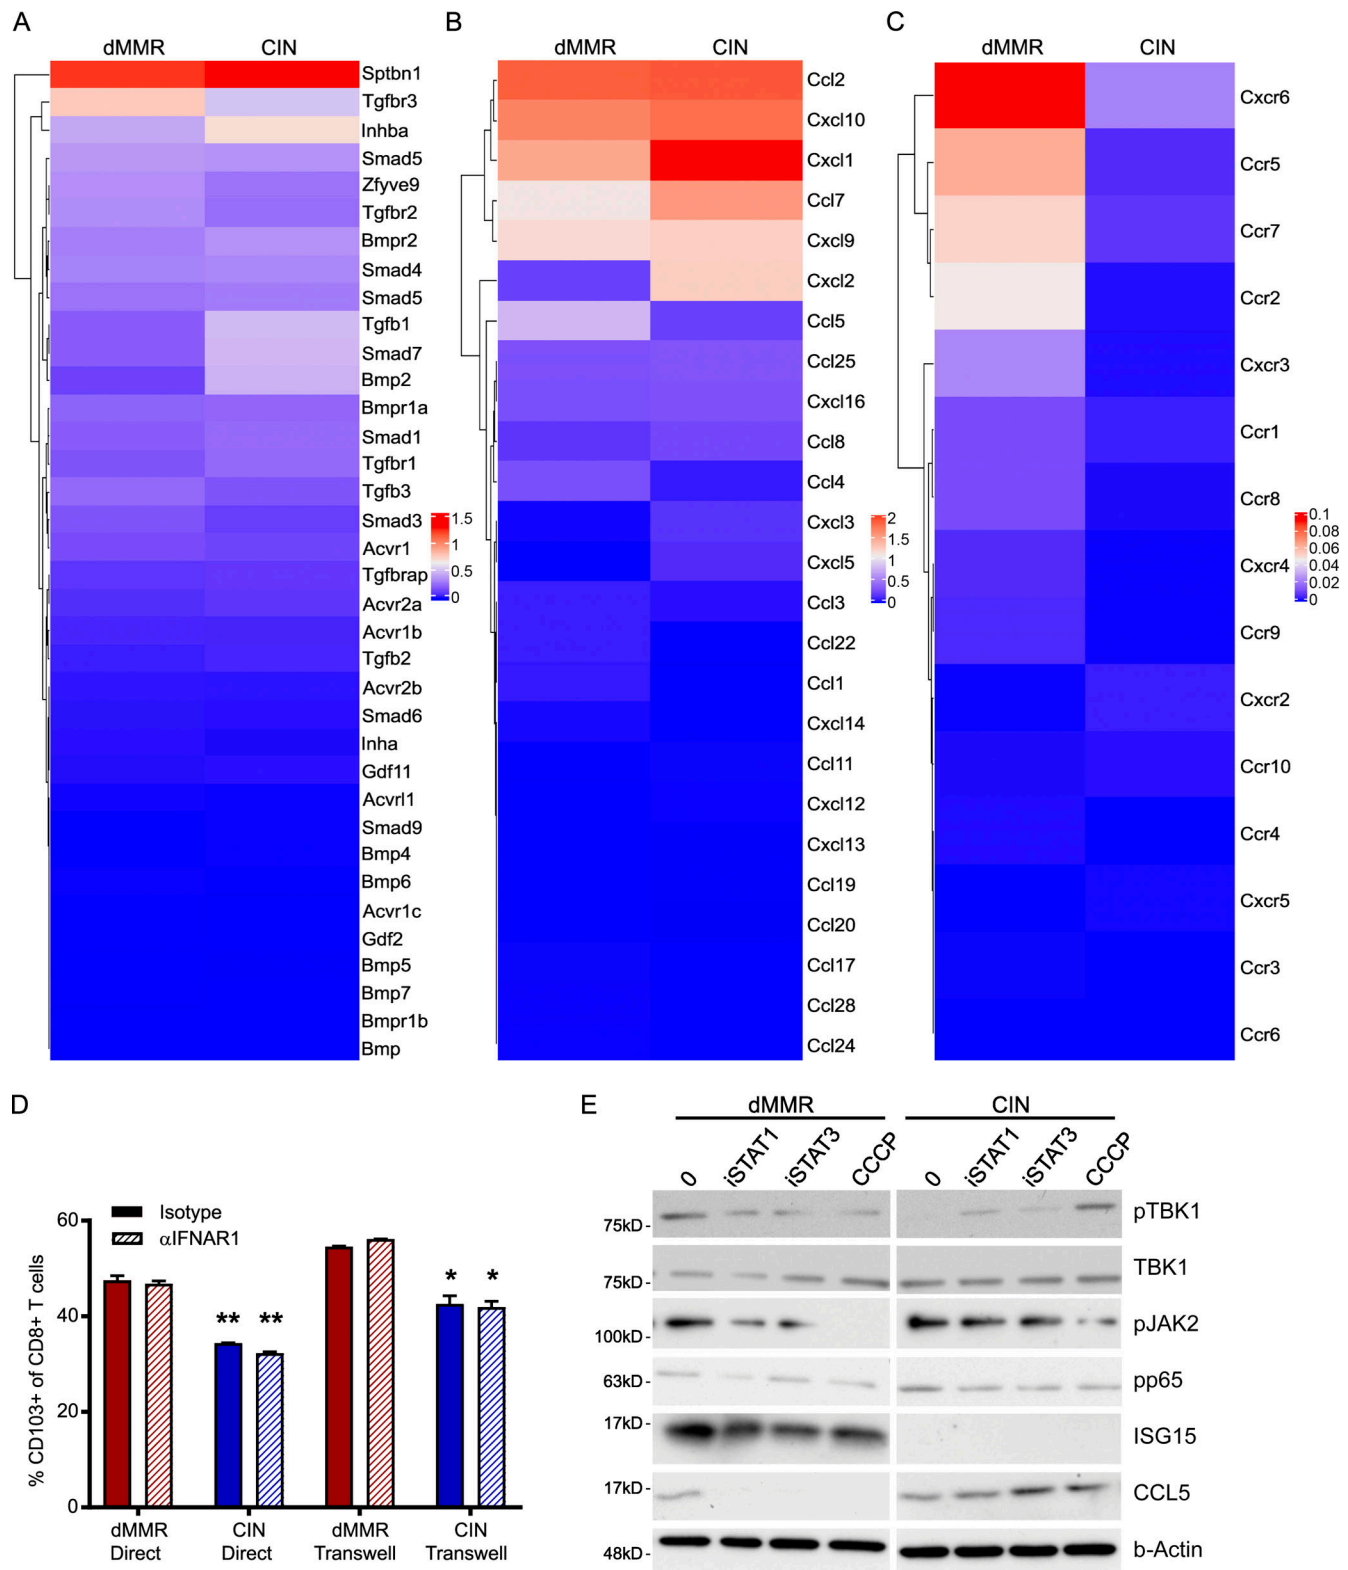 A
dMMR CIN
Sptbn1
Tgfbr3
Inhba
Smad5
Zfyve9
Tgfbr2
Bmpr2
Smad4
Smad5
Tgfb1
Smad7
Bmp2
Bmpr1a
Smad1
Tgfbr1
Tgfb3
Smad3
Acvr1
Tgfbrap
Acvr2a
Acvr1b
Tgfb2
Acvr2b
Smad6
Inha
Gdf11
Acvrl1
Smad9
Bmp4
Bmp6
Acvr1c
Gdf2
Bmp5
Bmp7
Bmpr1b
Bmp
1.5
1
0.5
0
B
dMMR CIN
Ccl2
Cxcl10
Cxcl1
Ccl7
Cxcl9
Cxcl2
Ccl5
Ccl25
Cxcl16
Ccl8
Ccl4
Cxcl3
Cxcl5
Ccl3
Ccl22
Ccl1
Cxcl14
Ccl11
Cxcl12
Cxcl13
Ccl19
Ccl20
Ccl17
Ccl28
Ccl24
2
1.5
1
0.5
0
C
dMMR CIN
Cxcr6
Ccr5
Ccr7
Ccr2
Cxcr3
Ccr1
Ccr8
Cxcr4
Ccr9
Cxcr2
Ccr10
Ccr4
Cxcr5
Ccr3
Ccr6
0.1
0.08
0.06
0.04
0.02
0
D
Isotype
αIFNAR1
% CD103+ of CD8+ T cells
60
40
20
0
** **
* *
dMMR Direct
CIN Direct
dMMR Transwell
CIN Transwell
E
dMMR CIN
0 iSTAT1 iSTAT3 CCCP 0 iSTAT1 iSTAT3 CCCP
75kD- pTBK1
75kD- TBK1
100kD- pJAK2
63kD- pp65
17kD- ISG15
17kD- CCL5
48kD- b-Actin